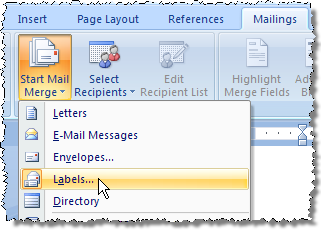 Insert Page Layout References Mailings
Start Mail Select Edit Highlight
Merge Recipients Recipient List Merge Fields
Letters
E-Mail Messages
Envelopes...
Labels...
Directory